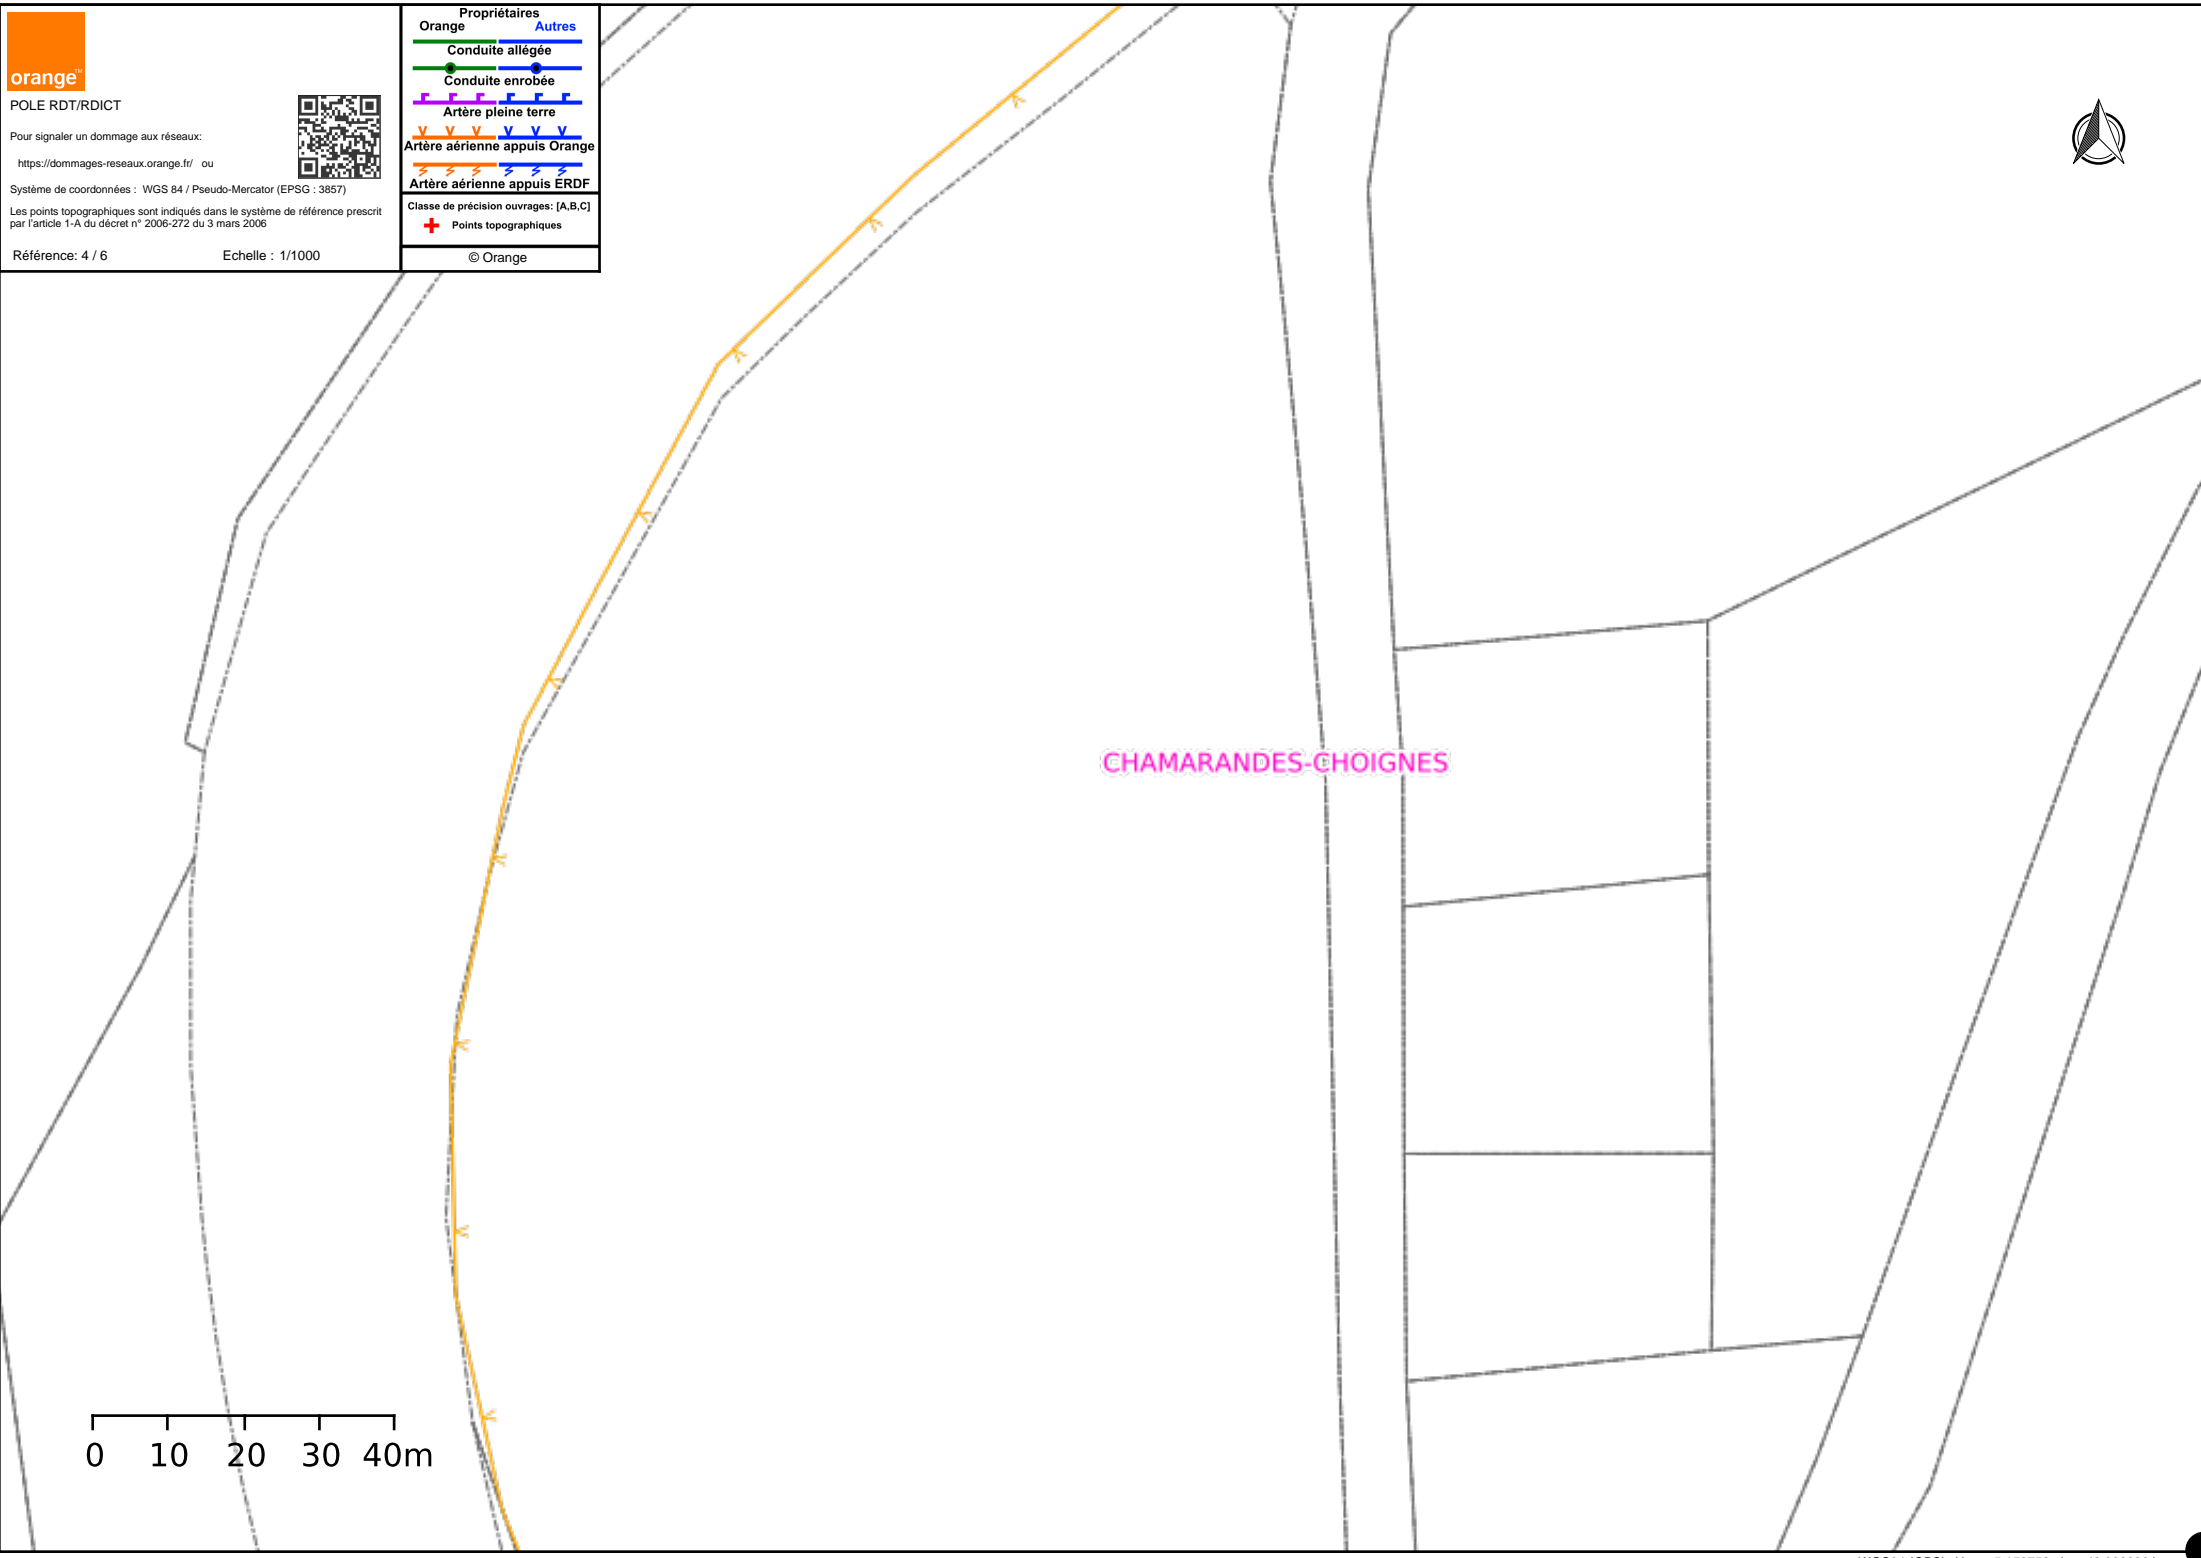 orange™
POLE RDT/RDICT
Pour signaler un dommage aux réseaux:
https://dommages-reseaux.orange.fr/ ou
Système de coordonnées : WGS 84 / Pseudo-Mercator (EPSG : 3857)
Les points topographiques sont indiqués dans le système de référence prescrit
par l'article 1-A du décret n° 2006-272 du 3 mars 2006
Référence: 4 / 6 Echelle : 1/1000
Propriétaires
Orange Autres
Conduite allégée
Conduite enrobée
Artère pleine terre
Artère aérienne appuis Orange
Artère aérienne appuis ERDF
Classe de précision ouvrages: [A,B,C]
Points topographiques
© Orange
CHAMARANDES-CHOIGNES
0 10 20 30 40m